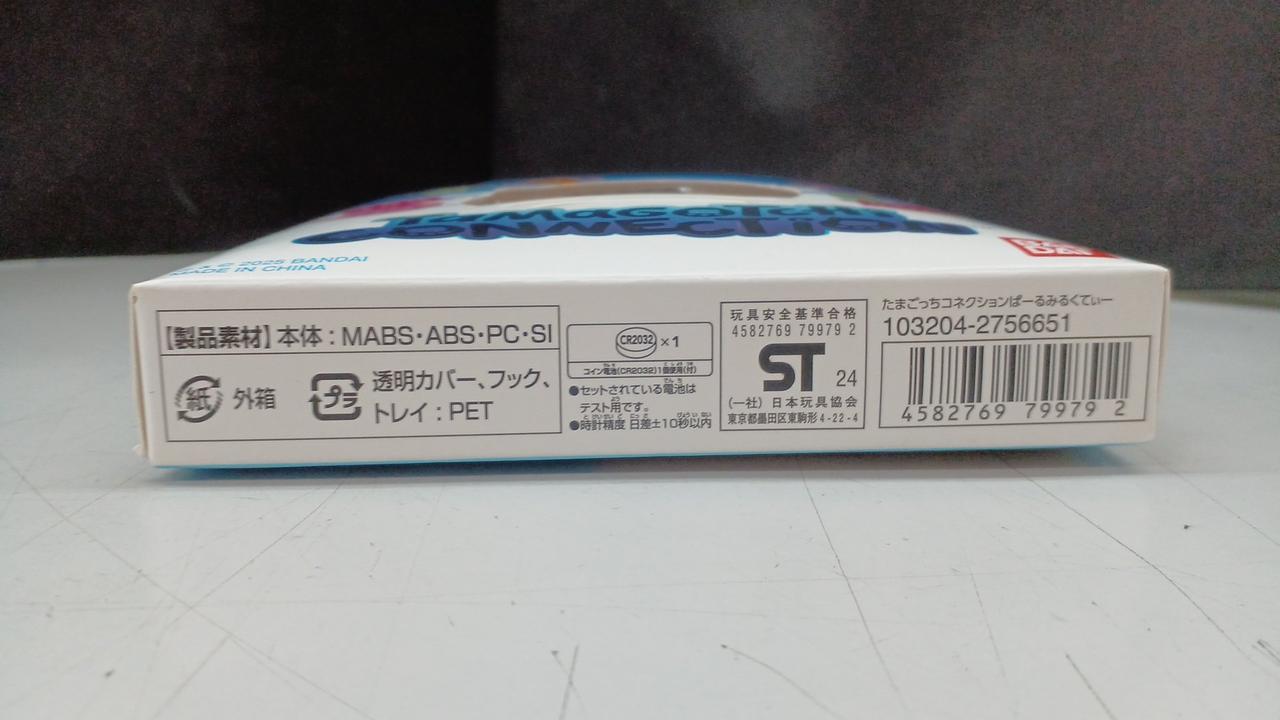 TAMAGOTCHI
CONNECTION
© 2025 BANDAI
MADE IN CHINA
BANDAI
【製品素材】本体：MABS・ABS・PC・SI
紙 外箱
プラ 透明カバー、フック、
トレイ：PET
CR2032 ×1
コイン電池(CR2032)1個使用(付)
●セットされている電池は
テスト用です。
●時計精度 日差±10秒以内
玩具安全基準合格
4582769 79979 2
ST 24
(一社) 日本玩具協会
東京都墨田区東駒形4-22-4
たまごっちコネクションぱーるみるくてぃー
103204-2756651
4582769 79979 2